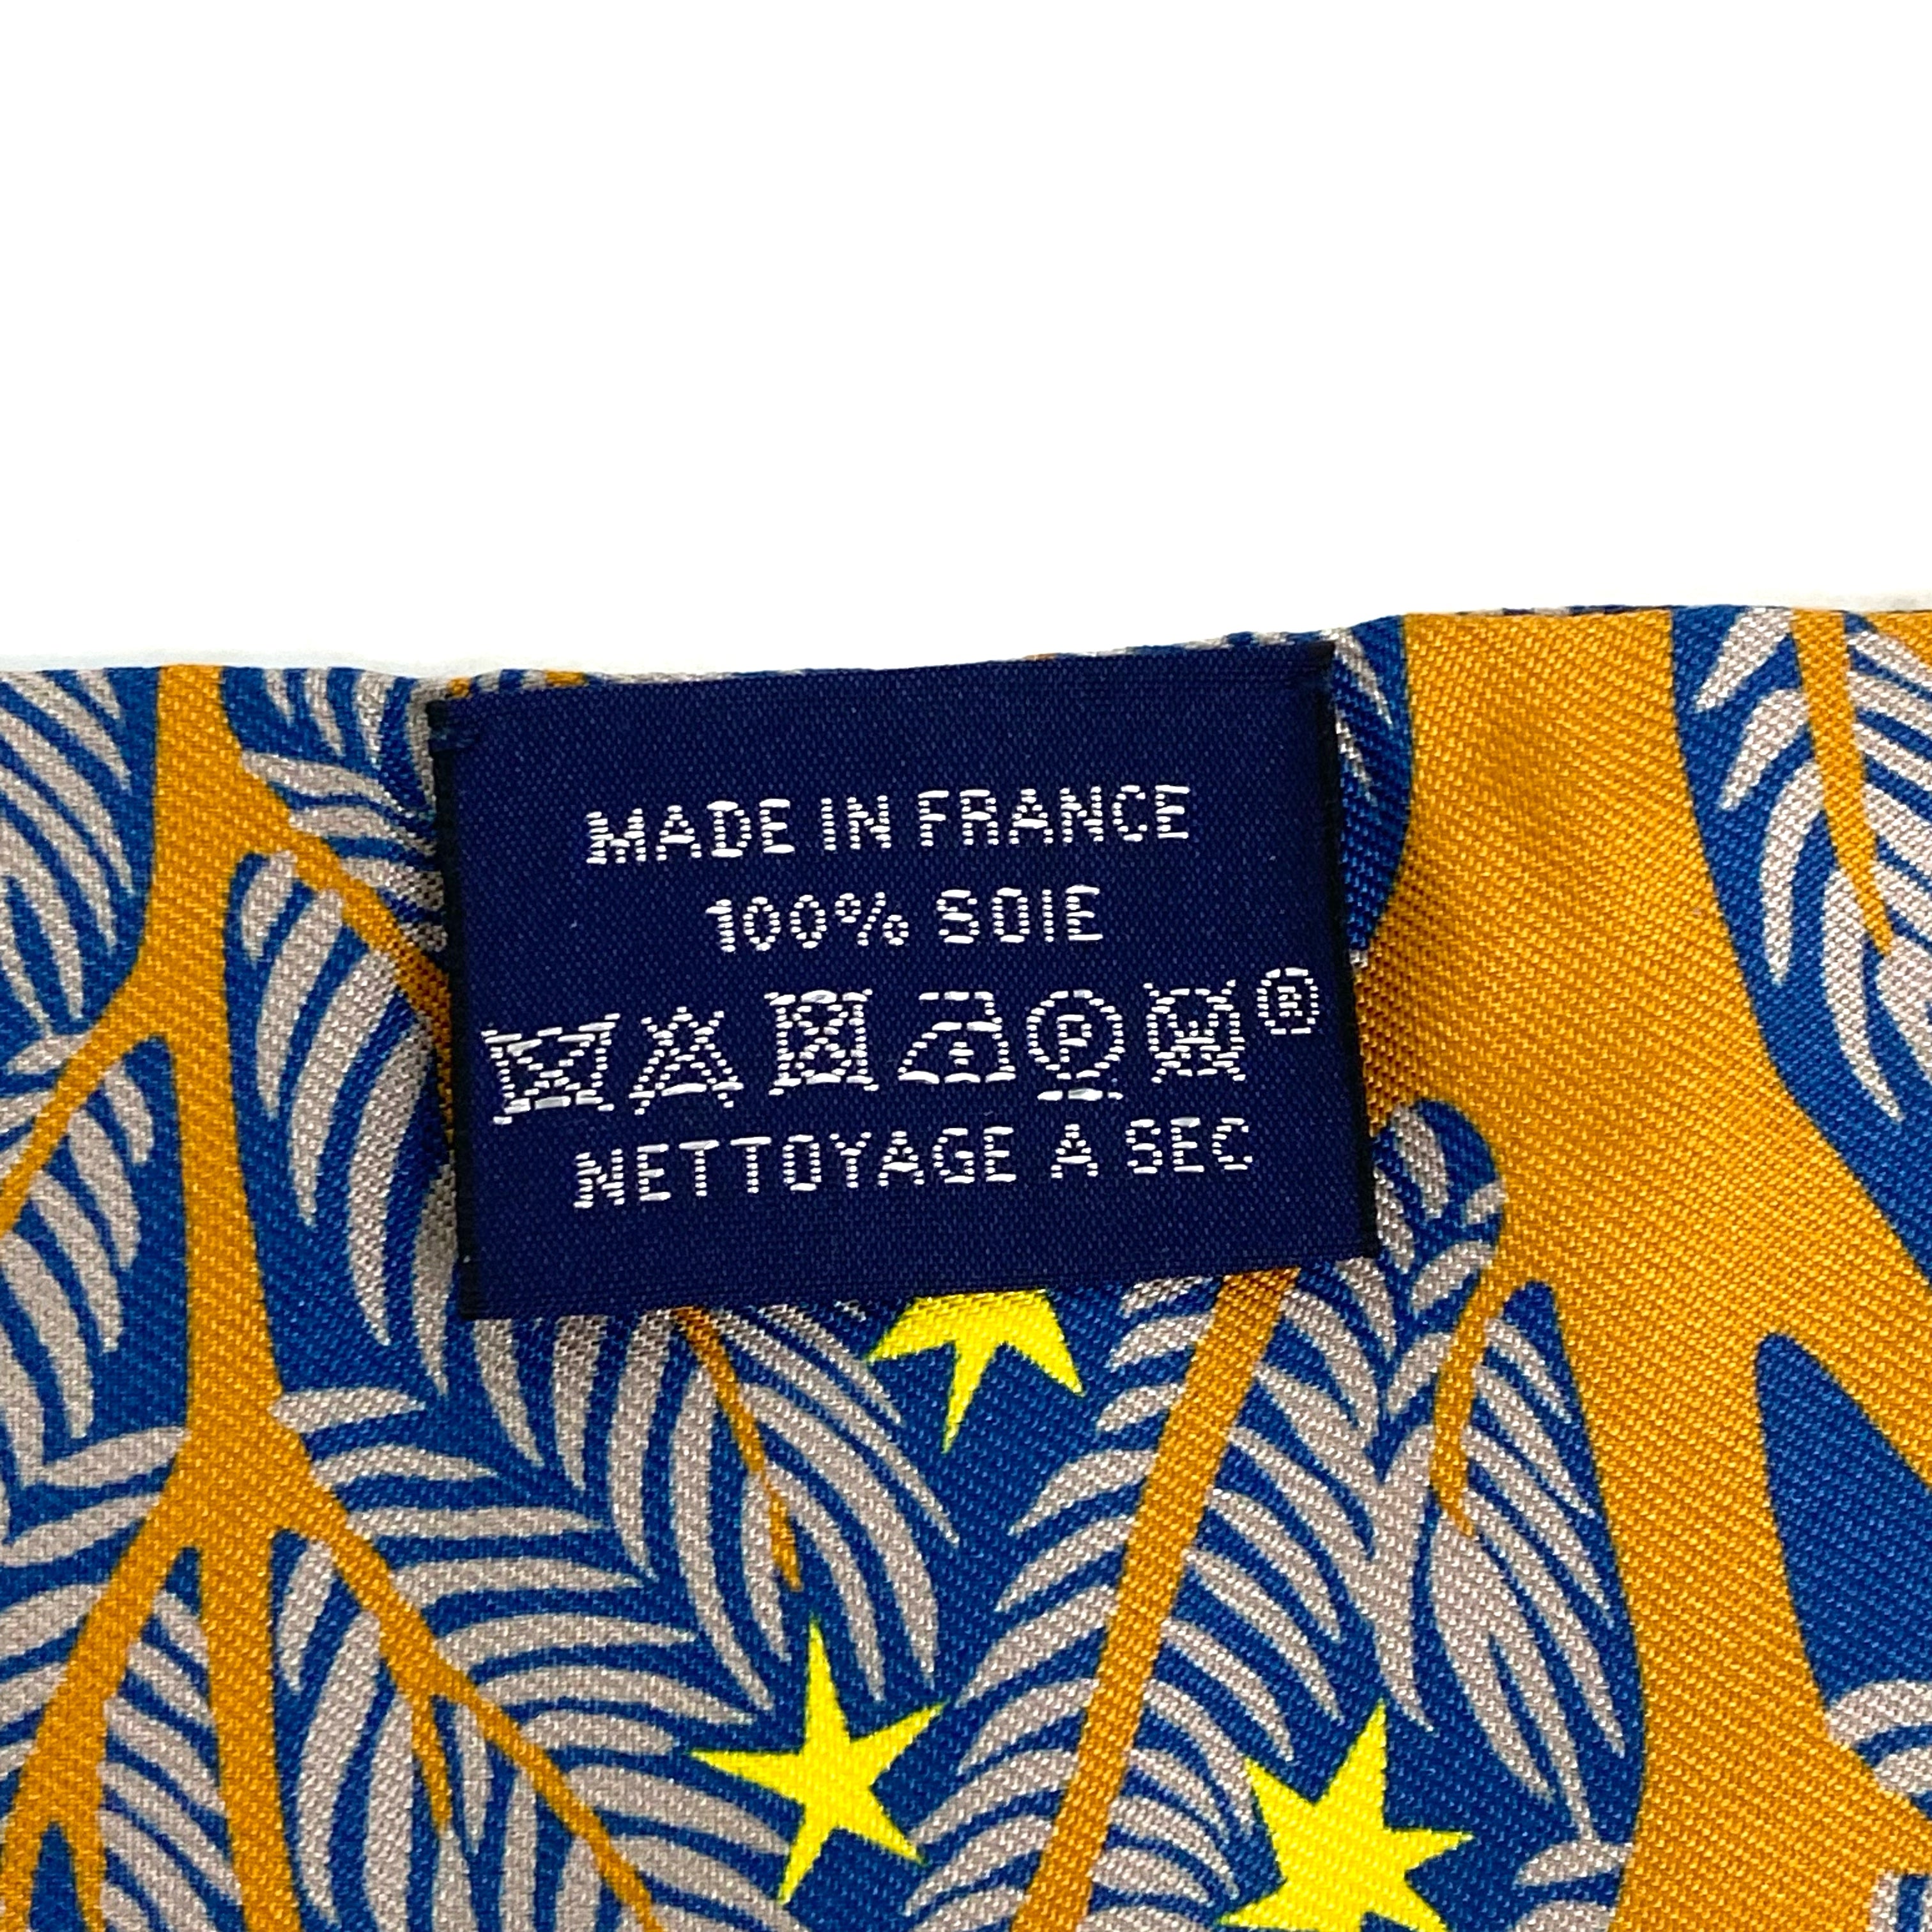 MADE IN FRANCE
100% SOIE
P W ®
NETTOYAGE A SEC